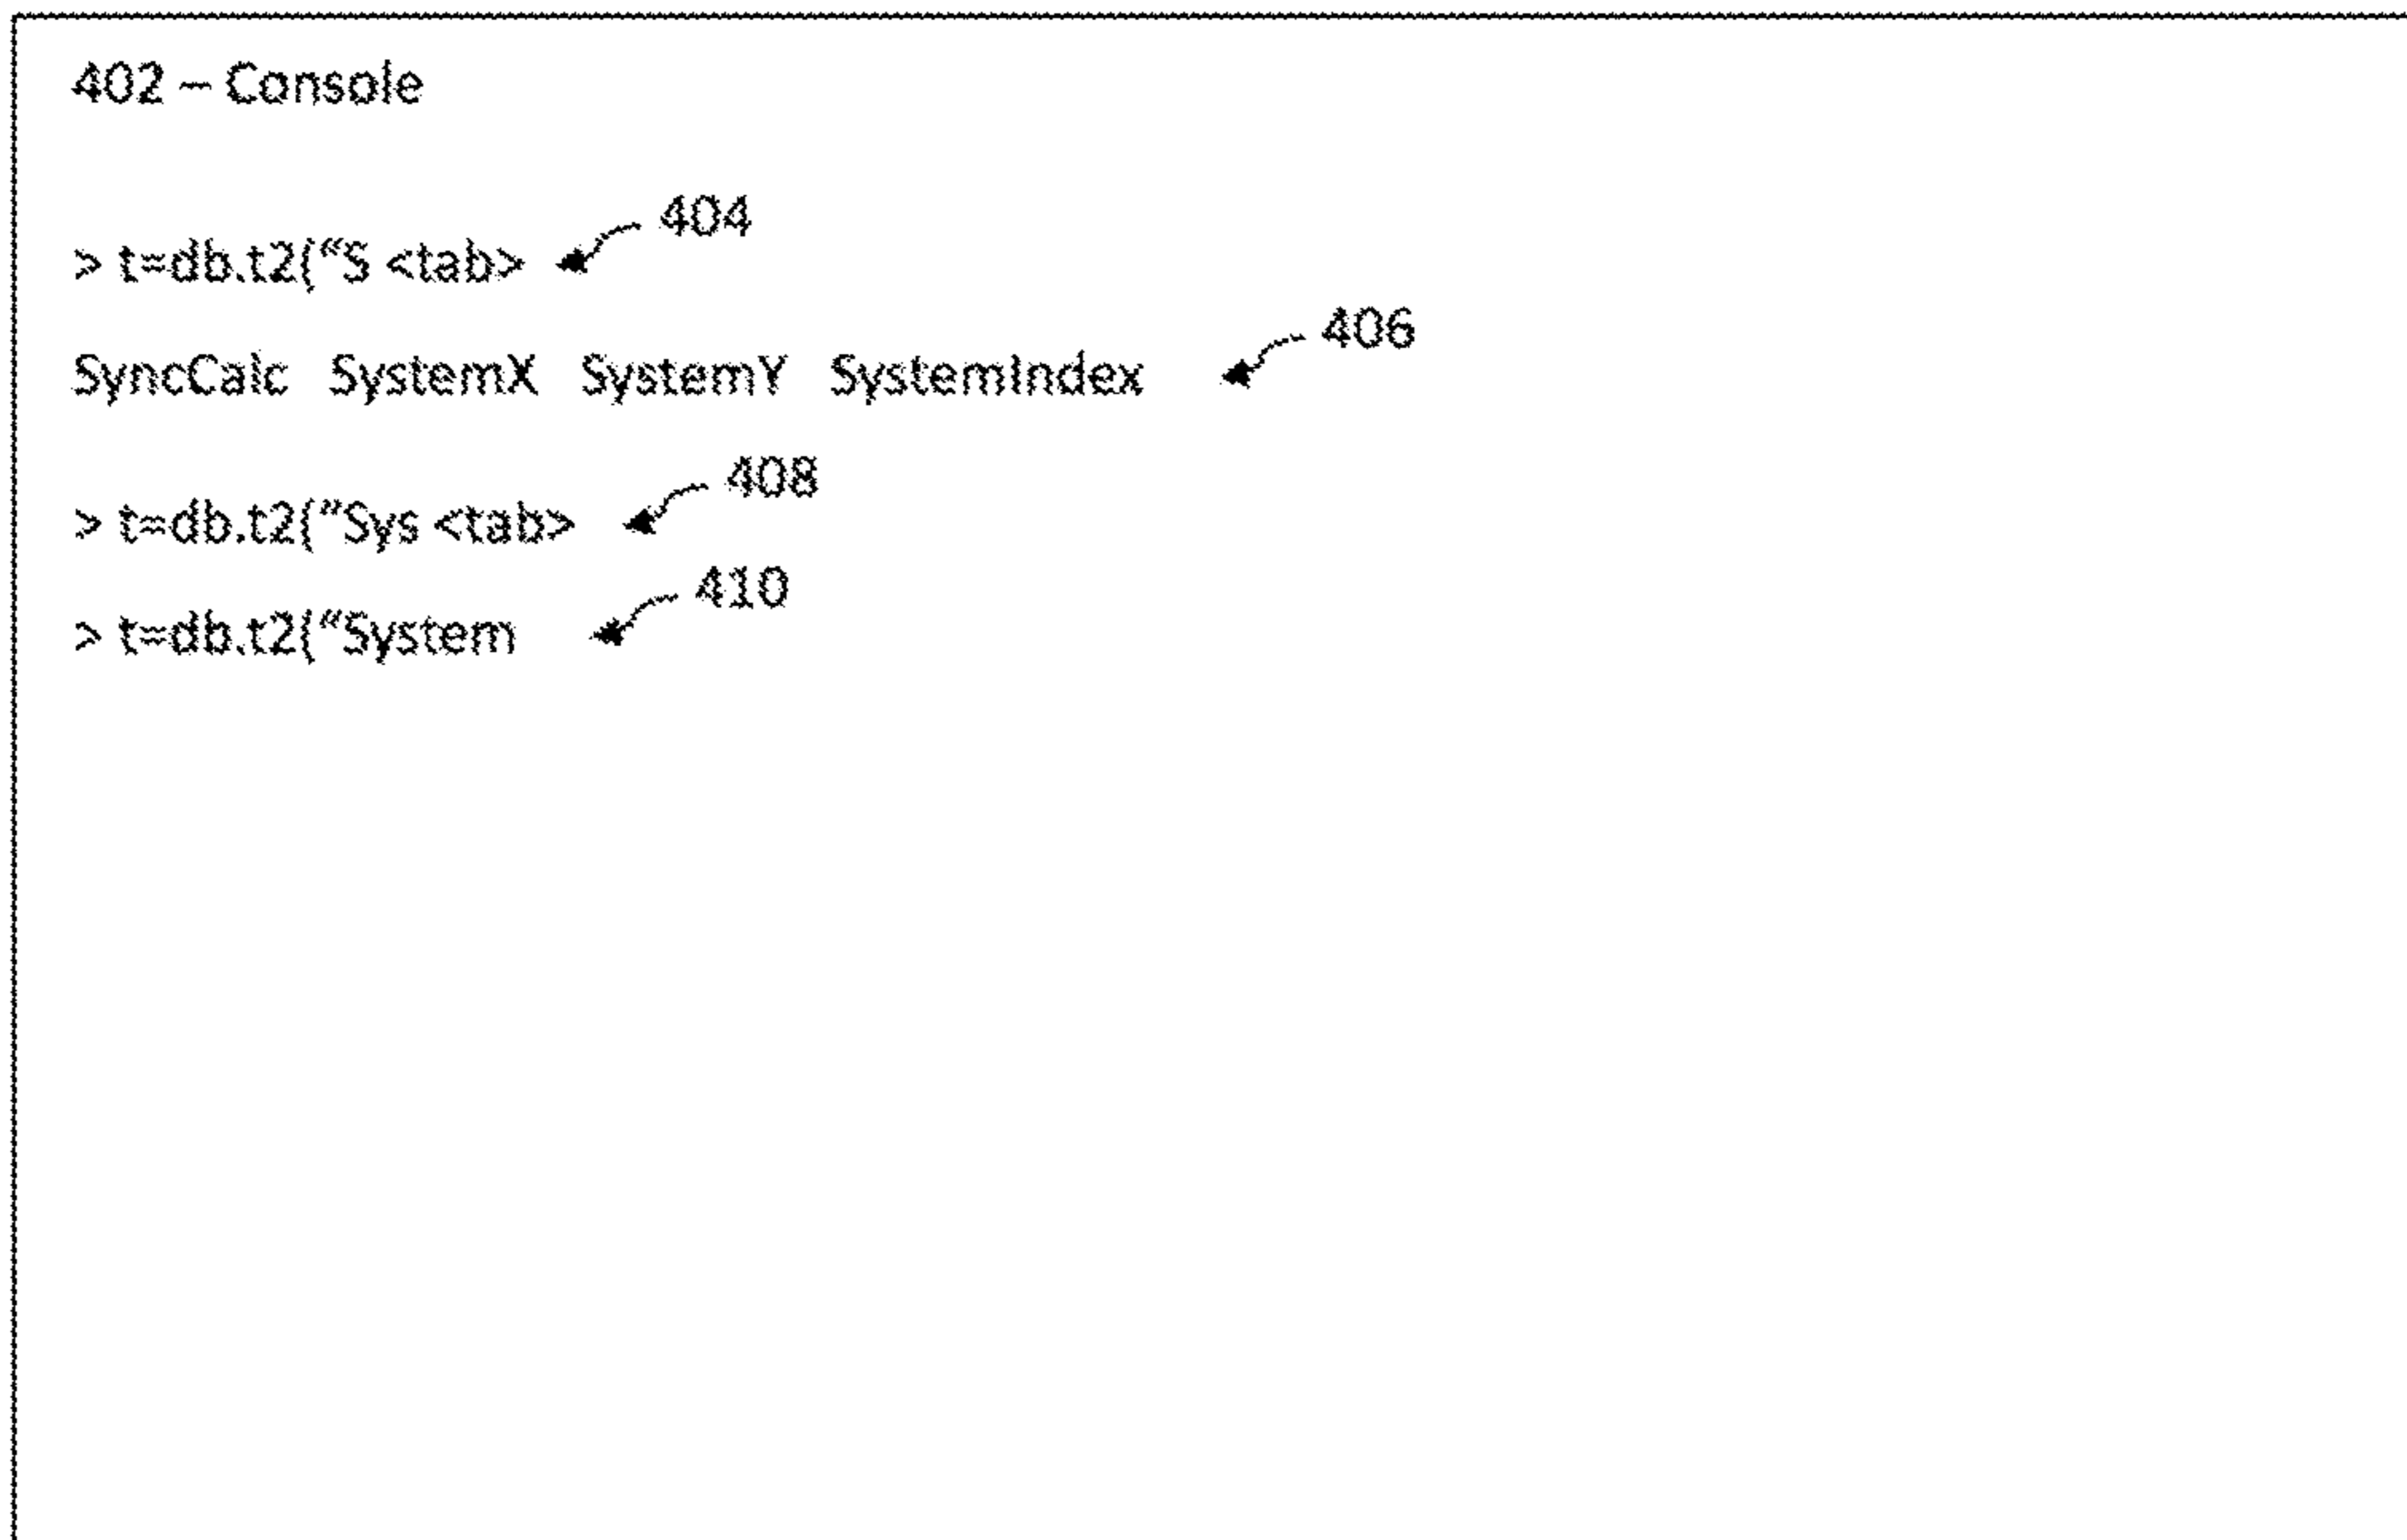 402 – Console
404
> t=db.t2(“S <tab>
406
SyncCalc SystemX SystemY SystemIndex
408
> t=db.t2(”Sys <tab>
410
> t=db.t2(“System